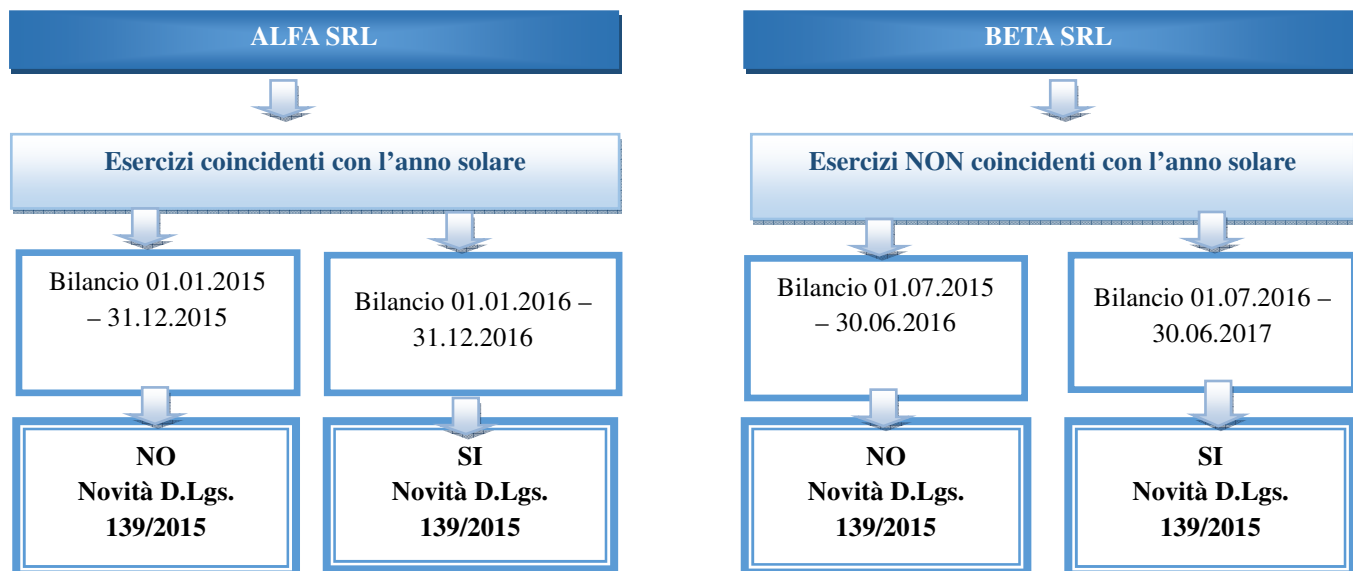 ALFA SRL
Esercizi coincidenti con l'anno solare
Bilancio 01.01.2015
– 31.12.2015
Bilancio 01.01.2016 –
31.12.2016
NO
Novità D.Lgs.
139/2015
SI
Novità D.Lgs.
139/2015
BETA SRL
Esercizi NON coincidenti con l'anno solare
Bilancio 01.07.2015
– 30.06.2016
Bilancio 01.07.2016 –
30.06.2017
NO
Novità D.Lgs.
139/2015
SI
Novità D.Lgs.
139/2015